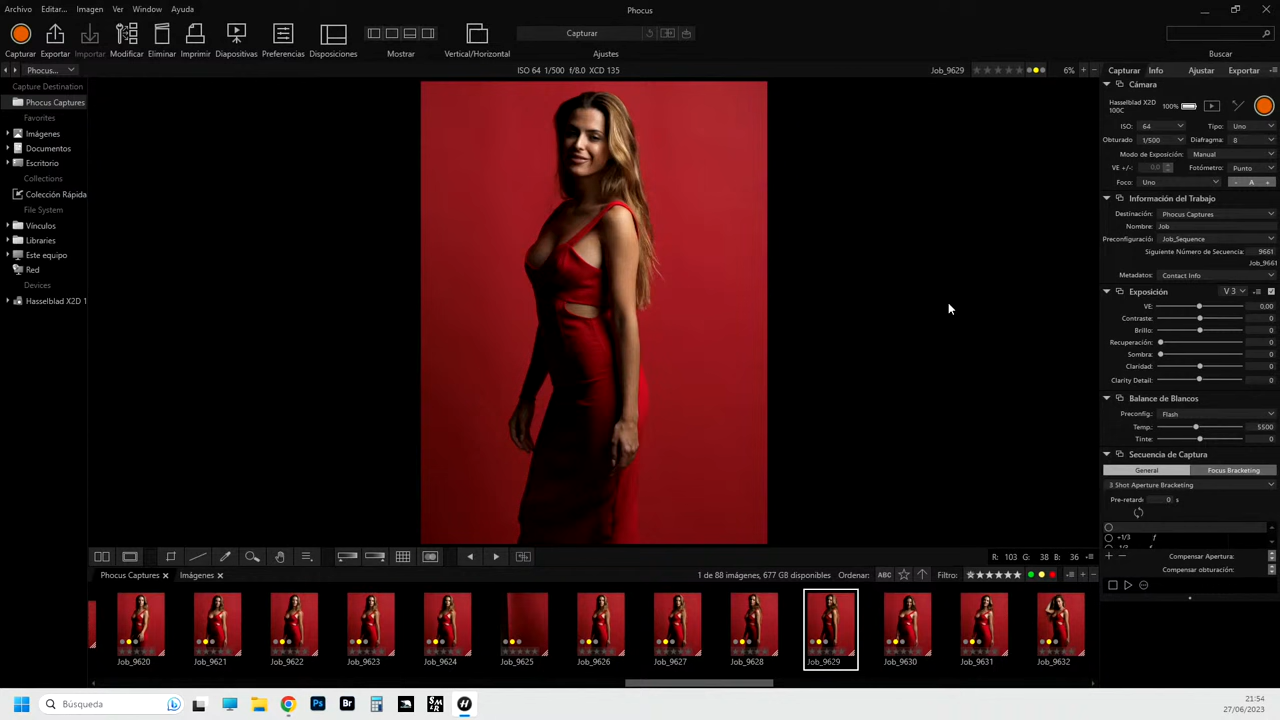 Archivo Editar... Imagen Ver Window Ayuda
Phocus
Capturar Exportar Importar Modificar Eliminar Imprimir Diapositivas Preferencias Disposiciones Mostrar Vertical/Horizontal Ajustes Buscar
Capturar
Phocus...
ISO 64 1/500 f/8.0 XCD 135
Job_9629
6% + −
Capture Destination
Phocus Captures
Favorites
Imágenes
Documentos
Escritorio
Collections
Colección Rápida
File System
Vínculos
Libraries
Este equipo
Red
Devices
Hasselblad X2D 1
Capturar Info Ajustar Exportar
Cámara
Hasselblad X2D
100C
100%
ISO: 64 Tipo: Uno
Obturado 1/500 Diafragma: 8
Modo de Exposición: Manual
VE +/-: 0.0 Fotómetro: Punto
Foco: Uno - A +
Información del Trabajo
Destinación: Phocus Captures
Nombre: Job
Preconfiguració Job_Sequence
Siguiente Número de Secuencia: 9661
Job_9661
Metadatos: Contact Info
Exposición V 3
VE: 0,00
Contraste: 0
Brillo: 0
Recuperación: 0
Sombra: 0
Claridad: 0
Clarity Detail: 0
Balance de Blancos
Preconfig.: Flash
Temp.: 5500
Tinte: 0
Secuencia de Captura
General Focus Bracketing
3 Shot Aperture Bracketing
Pre-retardo 0 s
+1/3 f
-1/3
Compensar Apertura:
Compensar obturación:
R: 103 G: 38 B: 36
Phocus Captures Imágenes
1 de 88 imágenes, 677 GB disponibles Ordenar: ABC Filtro:
Job_9620 Job_9621 Job_9622 Job_9623 Job_9624 Job_9625 Job_9626 Job_9627 Job_9628 Job_9629 Job_9630 Job_9631 Job_9632
Búsqueda
Ps Br H
21:54
27/06/2023